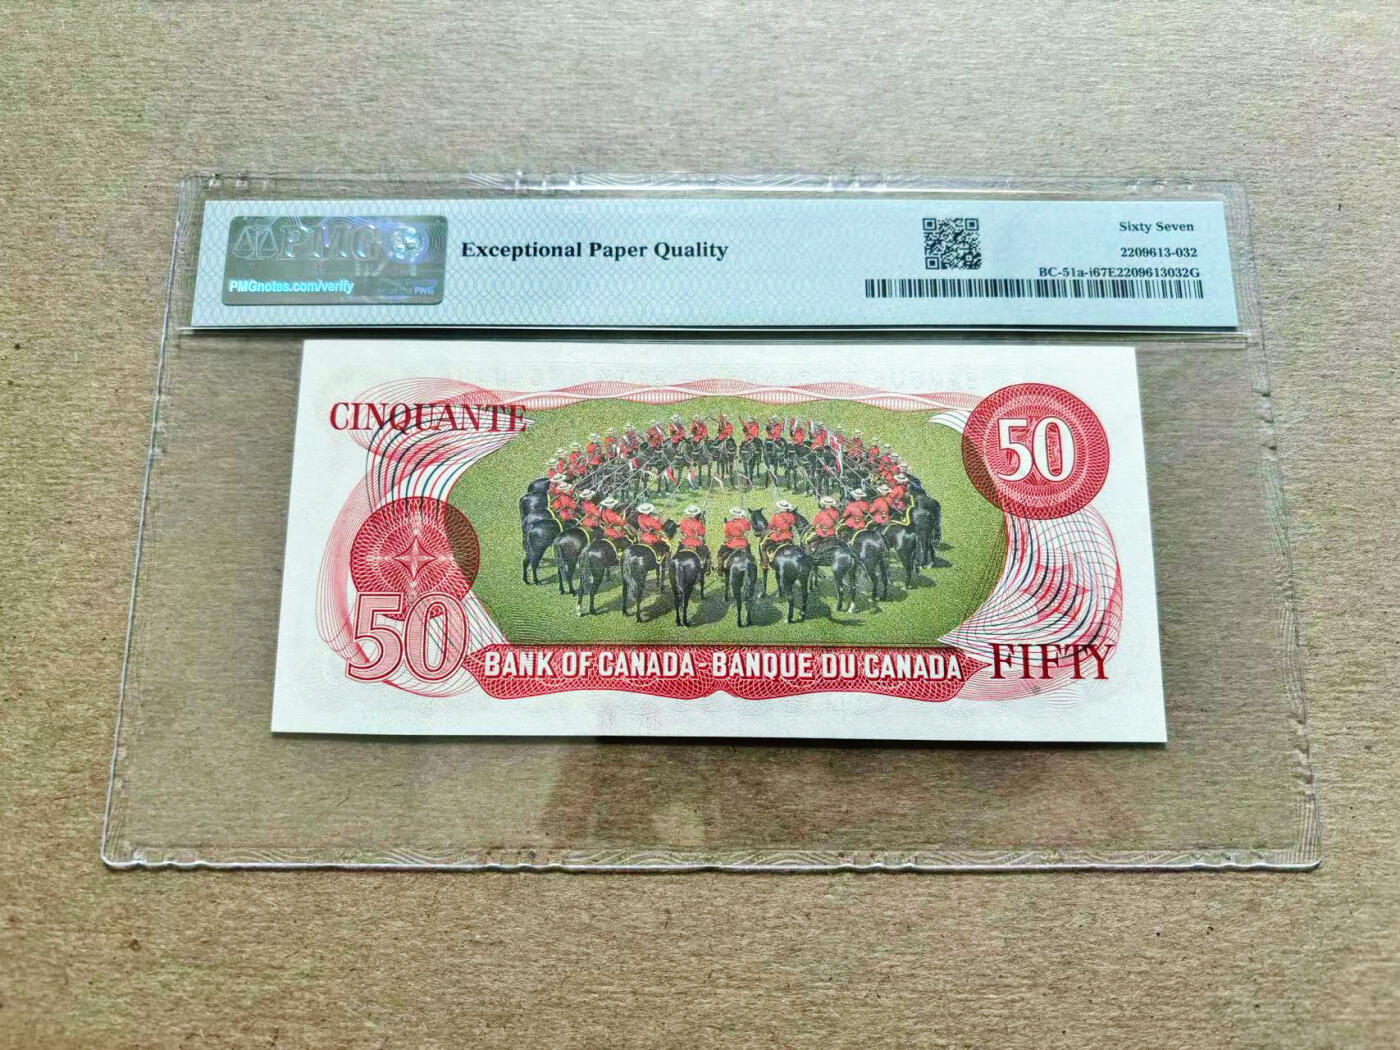 PMG
PMGnotes.com/verify
PMG
Exceptional Paper Quality
Sixty Seven
2209613-032
BC-51a-i67E2209613032G
CINQUANTE
50
50
BANK OF CANADA-BANQUE DU CANADA
FIFTY